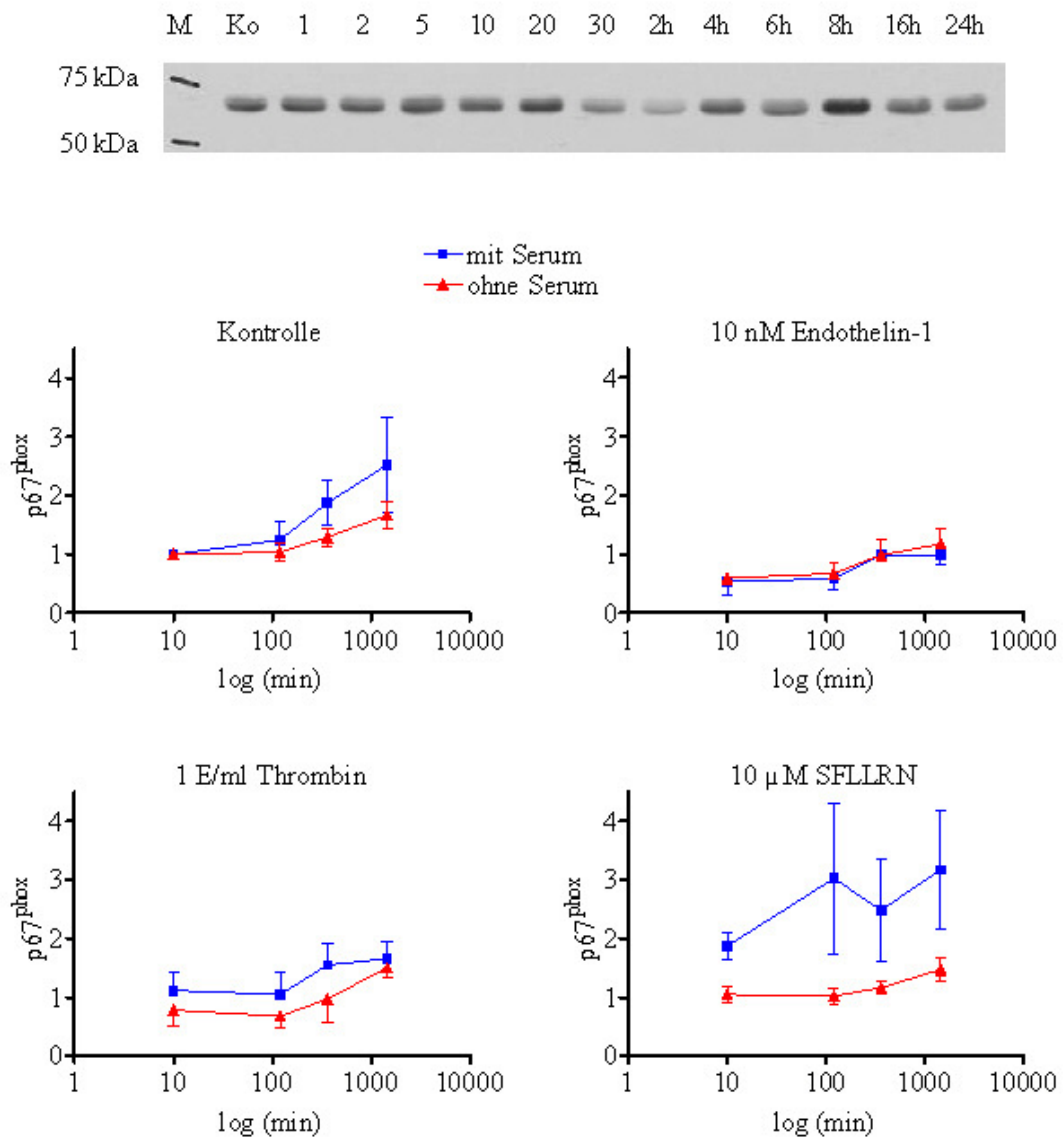 M Ko 1 2 5 10 20 30 2h 4h 6h 8h 16h 24h
75 kDa
50 kDa
mit Serum
ohne Serum
Kontrolle
p67phox
4
3
2
1
0
1 10 100 1000 10000
log (min)
10 nM Endothelin-1
p67phox
4
3
2
1
0
1 10 100 1000 10000
log (min)
1 E/ml Thrombin
p67phox
4
3
2
1
0
1 10 100 1000 10000
log (min)
10 µM SFLLRN
p67phox
4
3
2
1
0
1 10 100 1000 10000
log (min)